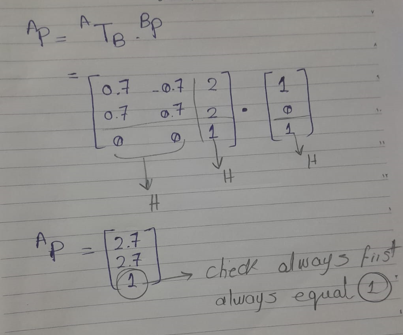 ᴬP = ᴬT_B · ᴮP
= [ 0.7 -0.7 | 2 ] · [ 1 ]
[ 0.7 0.7 | 2 ] [ 0 ]
[ 0 0 | 1 ] [ 1 ]
H H H
ᴬP = [ 2.7 ]
[ 2.7 ]
[ 1 ] → check always first
always equal 1